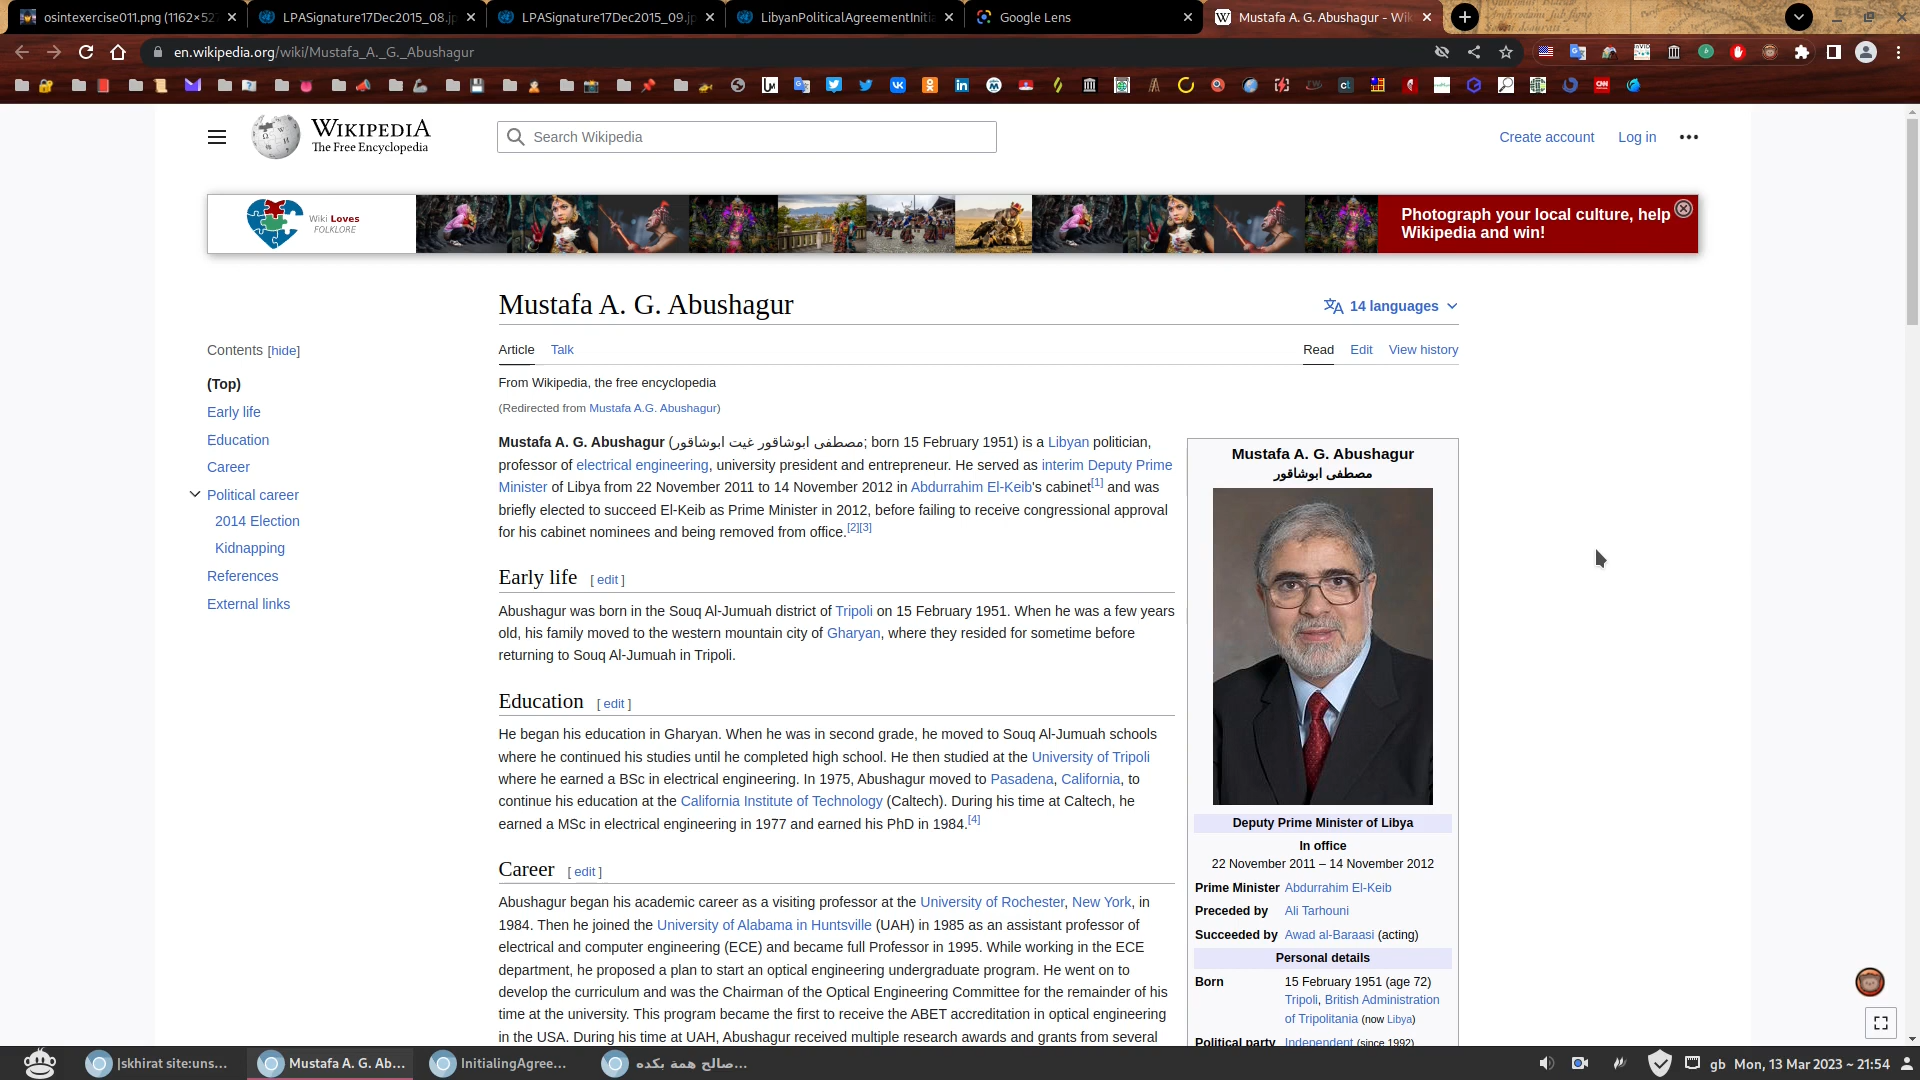 osintexercise011.png (1162×52
LPASignature17Dec2015_08.jp
LPASignature17Dec2015_09.jp
LibyanPoliticalAgreementInitia
Google Lens
Mustafa A. G. Abushagur - Wik
en.wikipedia.org/wiki/Mustafa_A._G._Abushagur
WIKIPEDIA
The Free Encyclopedia
Search Wikipedia
Create account
Log in
Wiki Loves
FOLKLORE
Photograph your local culture, help
Wikipedia and win!
Mustafa A. G. Abushagur
14 languages
Contents [hide]
(Top)
Early life
Education
Career
Political career
2014 Election
Kidnapping
References
External links
Article Talk
Read Edit View history
From Wikipedia, the free encyclopedia
(Redirected from Mustafa A.G. Abushagur)
Mustafa A. G. Abushagur (مصطفى ابوشاقور غيت ابوشاقور; born 15 February 1951) is a Libyan politician,
professor of electrical engineering, university president and entrepreneur. He served as interim Deputy Prime
Minister of Libya from 22 November 2011 to 14 November 2012 in Abdurrahim El-Keib's cabinet[1] and was
briefly elected to succeed El-Keib as Prime Minister in 2012, before failing to receive congressional approval
for his cabinet nominees and being removed from office.[2][3]
Early life [ edit ]
Abushagur was born in the Souq Al-Jumuah district of Tripoli on 15 February 1951. When he was a few years
old, his family moved to the western mountain city of Gharyan, where they resided for sometime before
returning to Souq Al-Jumuah in Tripoli.
Education [ edit ]
He began his education in Gharyan. When he was in second grade, he moved to Souq Al-Jumuah schools
where he continued his studies until he completed high school. He then studied at the University of Tripoli
where he earned a BSc in electrical engineering. In 1975, Abushagur moved to Pasadena, California, to
continue his education at the California Institute of Technology (Caltech). During his time at Caltech, he
earned a MSc in electrical engineering in 1977 and earned his PhD in 1984.[4]
Career [ edit ]
Abushagur began his academic career as a visiting professor at the University of Rochester, New York, in
1984. Then he joined the University of Alabama in Huntsville (UAH) in 1985 as an assistant professor of
electrical and computer engineering (ECE) and became full Professor in 1995. While working in the ECE
department, he proposed a plan to start an optical engineering undergraduate program. He went on to
develop the curriculum and was the Chairman of the Optical Engineering Committee for the remainder of his
time at the university. This program became the first to receive the ABET accreditation in optical engineering
in the USA. During his time at UAH, Abushagur received multiple research awards and grants from several
Mustafa A. G. Abushagur
مصطفى ابوشاقور
Deputy Prime Minister of Libya
In office
22 November 2011 – 14 November 2012
Prime Minister Abdurrahim El-Keib
Preceded by Ali Tarhouni
Succeeded by Awad al-Baraasi (acting)
Personal details
Born 15 February 1951 (age 72)
Tripoli, British Administration
of Tripolitania (now Libya)
Political party Independent (since 1992)
|skhirat site:uns...
Mustafa A. G. Ab...
InitialingAgree...
صالح همة بكده...
gb Mon, 13 Mar 2023 ~ 21:54